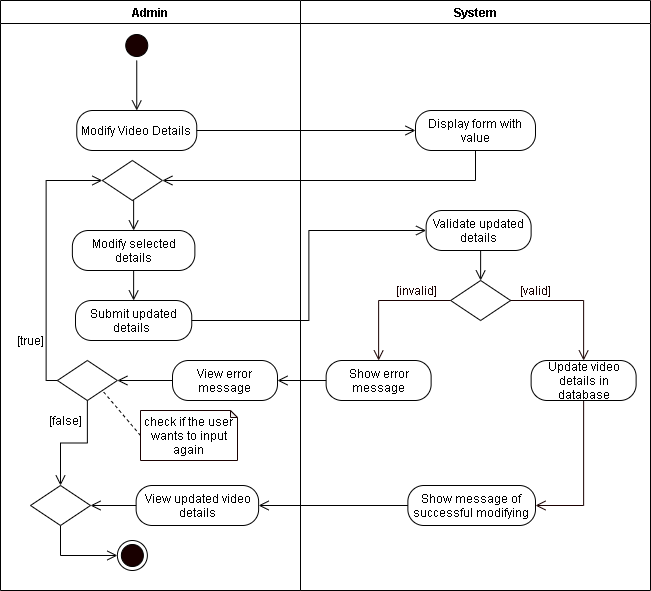 Admin
System
Modify Video Details
Display form with
value
Modify selected
details
Validate updated
details
Submit updated
details
[invalid]
[valid]
[true]
View error
message
Show error
message
Update video
details in
database
[false]
check if the user
wants to input
again
View updated video
details
Show message of
successful modifying